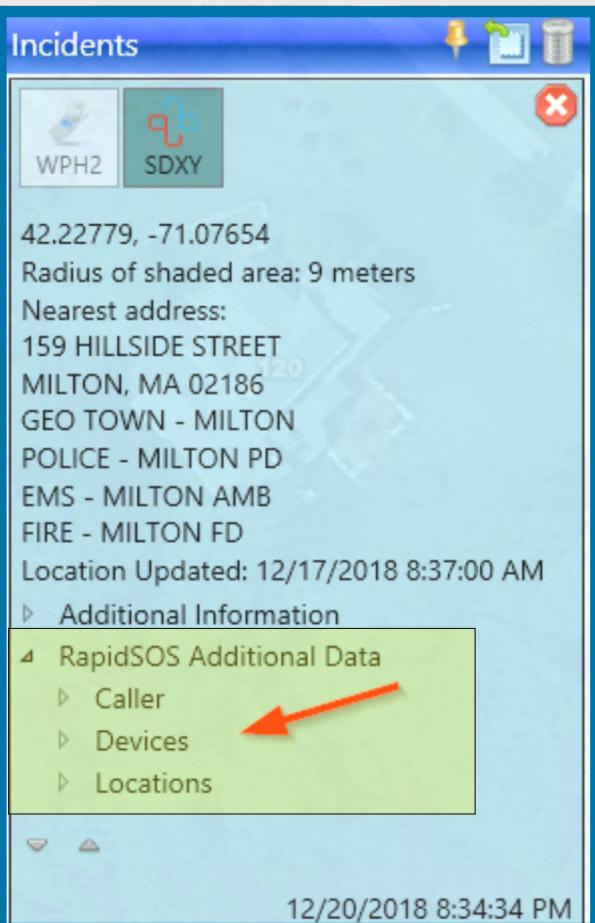 Incidents
WPH2
SDXY
42.22779, -71.07654
Radius of shaded area: 9 meters
Nearest address:
159 HILLSIDE STREET
120
MILTON, MA 02186
GEO TOWN - MILTON
POLICE - MILTON PD
EMS - MILTON AMB
FIRE - MILTON FD
Location Updated: 12/17/2018 8:37:00 AM
Additional Information
RapidSOS Additional Data
Caller
Devices
Locations
12/20/2018 8:34:34 PM